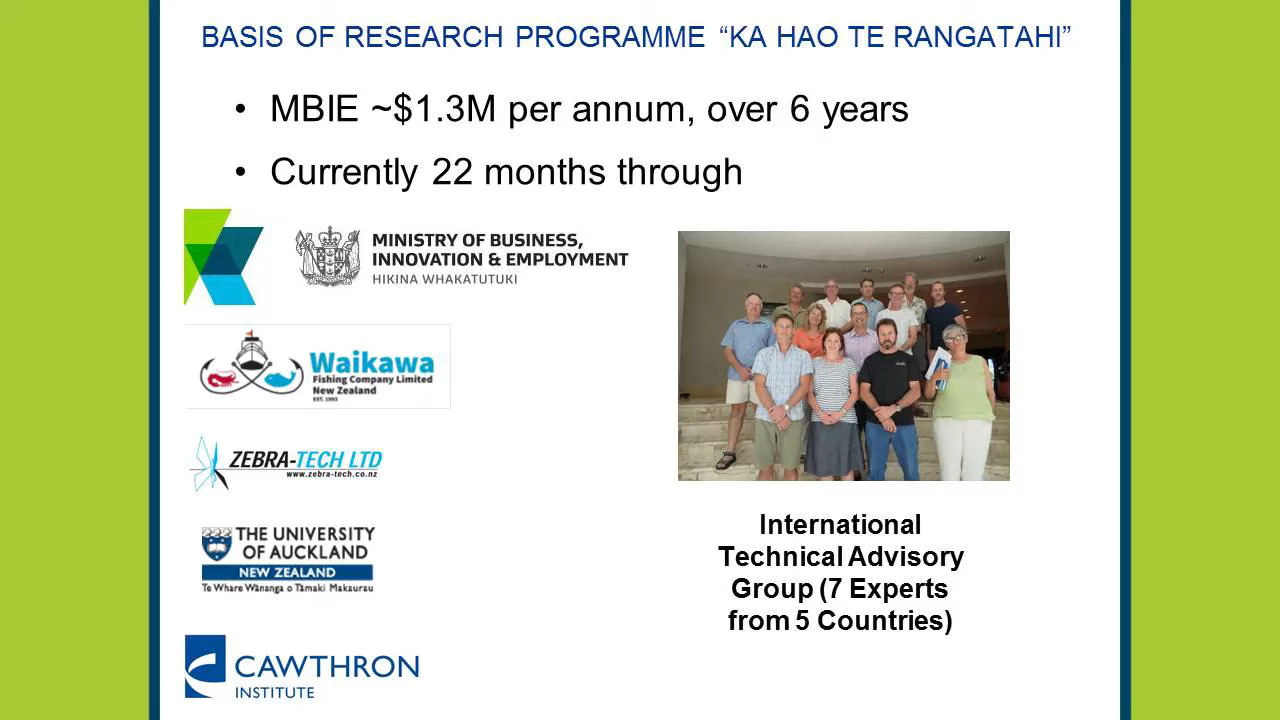 BASIS OF RESEARCH PROGRAMME “KA HAO TE RANGATAHI”
• MBIE ~$1.3M per annum, over 6 years
• Currently 22 months through
MINISTRY OF BUSINESS,
INNOVATION & EMPLOYMENT
HIKINA WHAKATUTUKI
Waikawa
Fishing Company Limited
New Zealand
EST. 1992
ZEBRA-TECH LTD
www.zebra-tech.co.nz
THE UNIVERSITY
OF AUCKLAND
NEW ZEALAND
Te Whare Wānanga o Tāmaki Makaurau
CAWTHRON
INSTITUTE
International
Technical Advisory
Group (7 Experts
from 5 Countries)